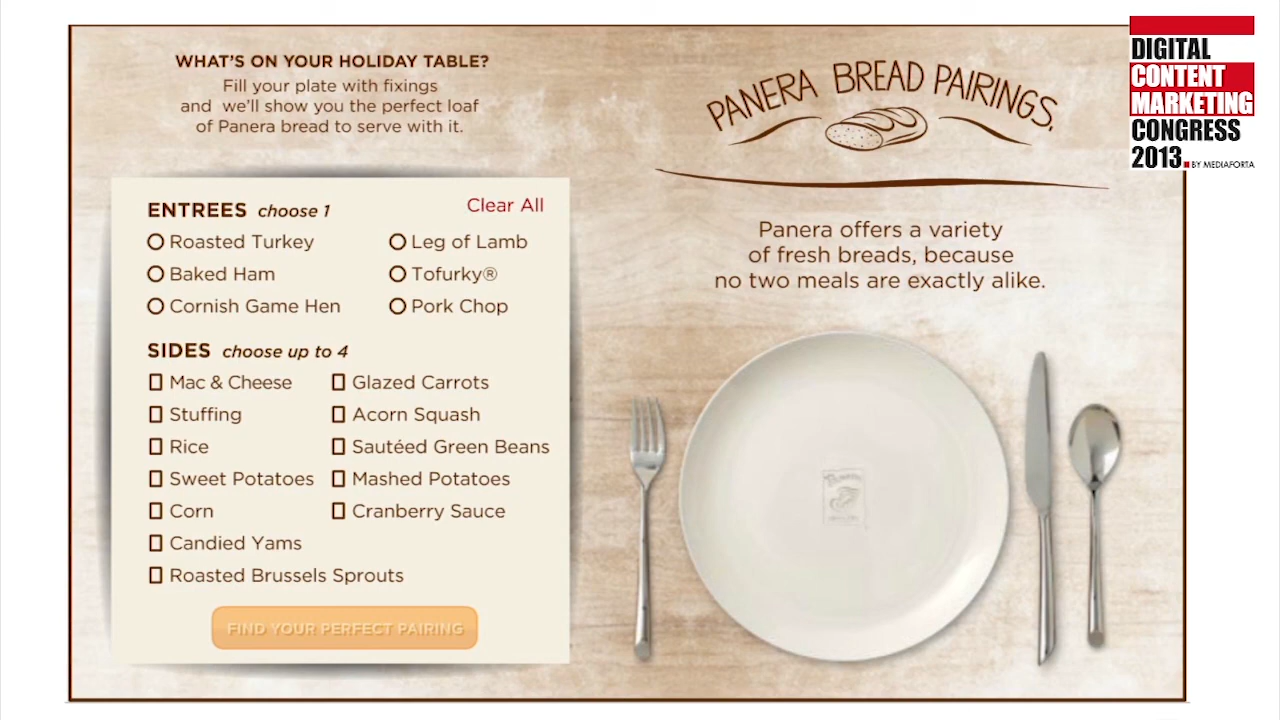 WHAT'S ON YOUR HOLIDAY TABLE?
Fill your plate with fixings
and we'll show you the perfect loaf
of Panera bread to serve with it.
ENTREES choose 1
Clear All
Roasted Turkey
Leg of Lamb
Baked Ham
Tofurky®
Cornish Game Hen
Pork Chop
SIDES choose up to 4
Mac & Cheese
Glazed Carrots
Stuffing
Acorn Squash
Rice
Sautéed Green Beans
Sweet Potatoes
Mashed Potatoes
Corn
Cranberry Sauce
Candied Yams
Roasted Brussels Sprouts
FIND YOUR PERFECT PAIRING
PANERA BREAD PAIRINGS.
Panera offers a variety
of fresh breads, because
no two meals are exactly alike.
DIGITAL
CONTENT
MARKETING
CONGRESS
2013 BY MEDIAFORTA